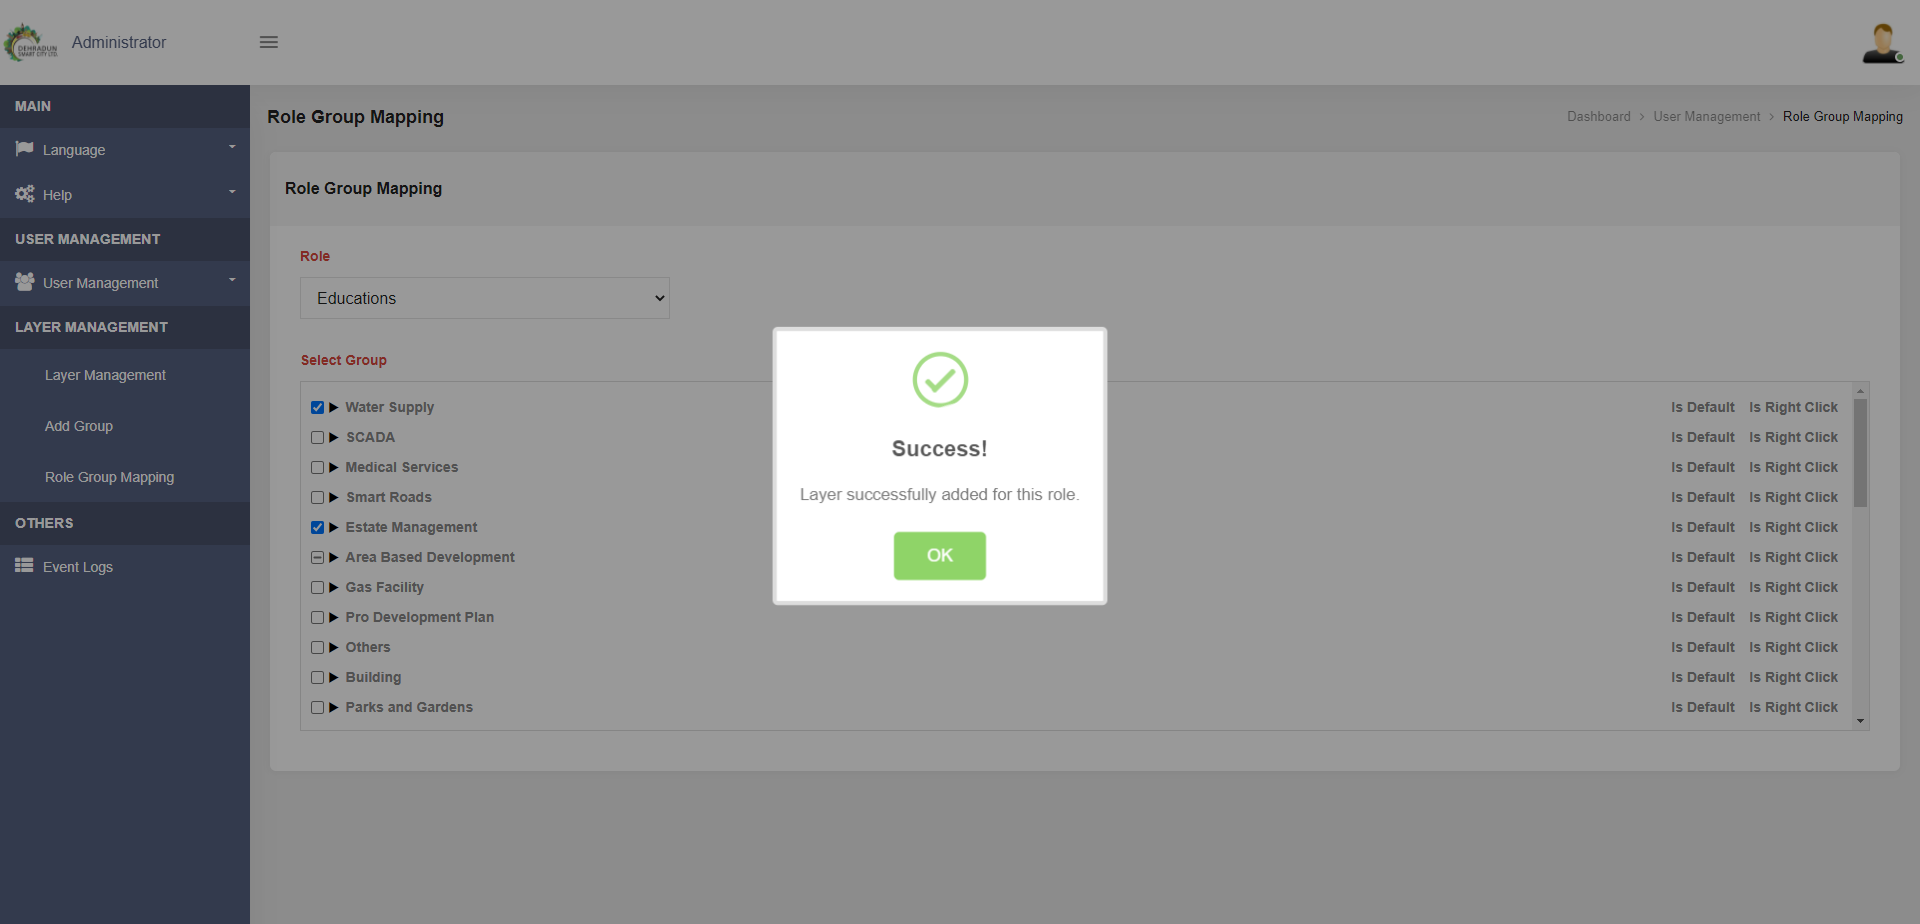 DEHRADUN
SMART CITY LTD.
Administrator
MAIN
Language
Help
USER MANAGEMENT
User Management
LAYER MANAGEMENT
Layer Management
Add Group
Role Group Mapping
OTHERS
Event Logs
Role Group Mapping
Dashboard > User Management > Role Group Mapping
Role Group Mapping
Role
Educations
Select Group
Water Supply Is Default Is Right Click
SCADA Is Default Is Right Click
Medical Services Is Default Is Right Click
Smart Roads Is Default Is Right Click
Estate Management Is Default Is Right Click
Area Based Development Is Default Is Right Click
Gas Facility Is Default Is Right Click
Pro Development Plan Is Default Is Right Click
Others Is Default Is Right Click
Building Is Default Is Right Click
Parks and Gardens Is Default Is Right Click
Success!
Layer successfully added for this role.
OK